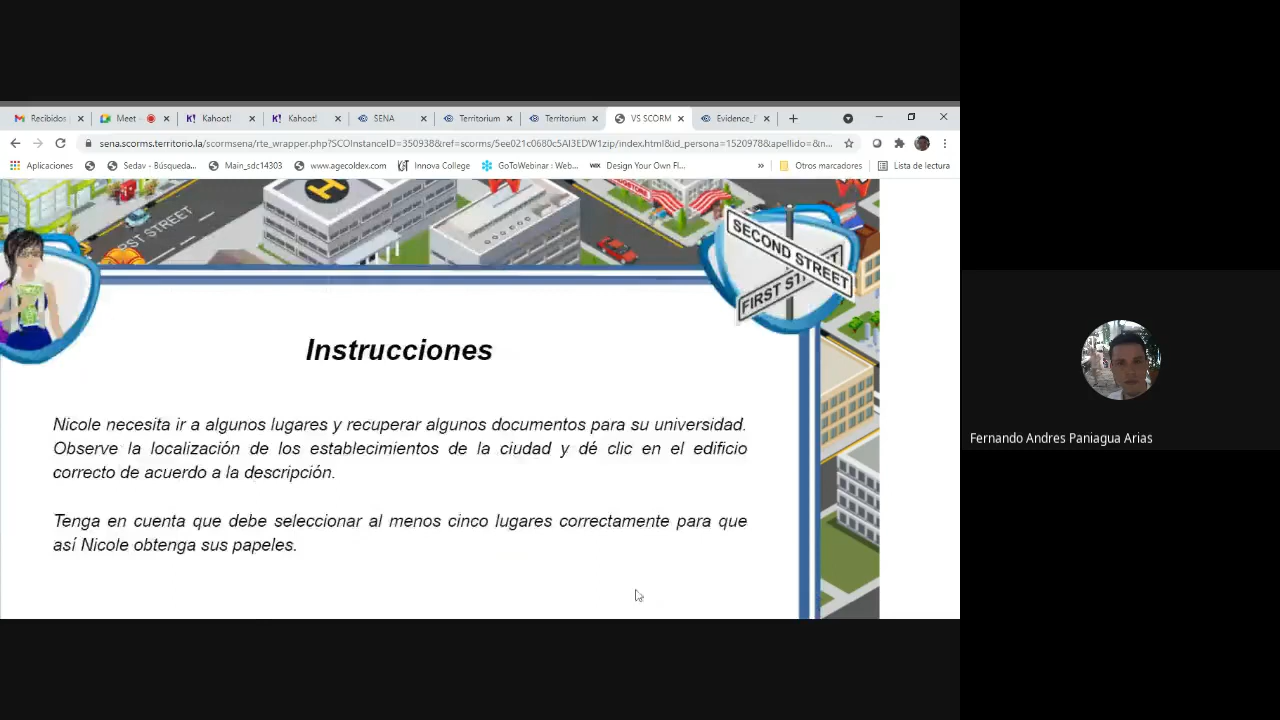 Recibidos
Meet -
Kahoot!
Kahoot!
SENA
Territorium
Territorium
VS SCORM
Evidence_
sena.scorms.territorio.la/scormsena/rte_wrapper.php?SCOInstanceID=350938&ref=scorms/5ee021c0680c5AI3EDW1zip/index.html&id_persona=1520978&apellido=&n...
Aplicaciones
Sedav - Búsqueda...
Main_sdc14303
www.agecoldex.com
Innova College
GoToWebinar : Web...
WIX
Design Your Own Fl...
»
Otros marcadores
Lista de lectura
H
FIRST STREET
SECOND STREET
FIRST ST
Instrucciones
Nicole necesita ir a algunos lugares y recuperar algunos documentos para su universidad.
Observe la localización de los establecimientos de la ciudad y dé clic en el edificio
correcto de acuerdo a la descripción.
Tenga en cuenta que debe seleccionar al menos cinco lugares correctamente para que
así Nicole obtenga sus papeles.
Fernando Andres Paniagua Arias